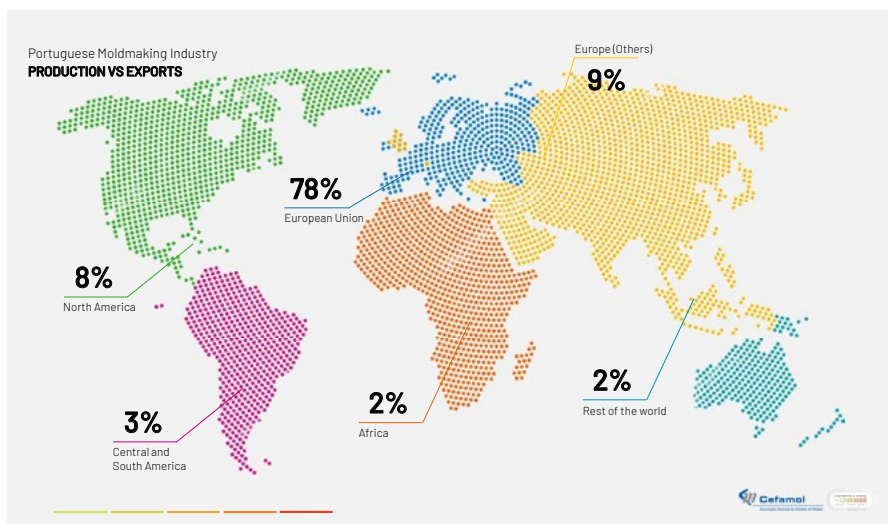 Portuguese Moldmaking Industry
PRODUCTION VS EXPORTS
Europe (Others)
9%
78%
European Union
8%
North America
3%
Central and
South America
2%
Africa
2%
Rest of the world
Cefamol